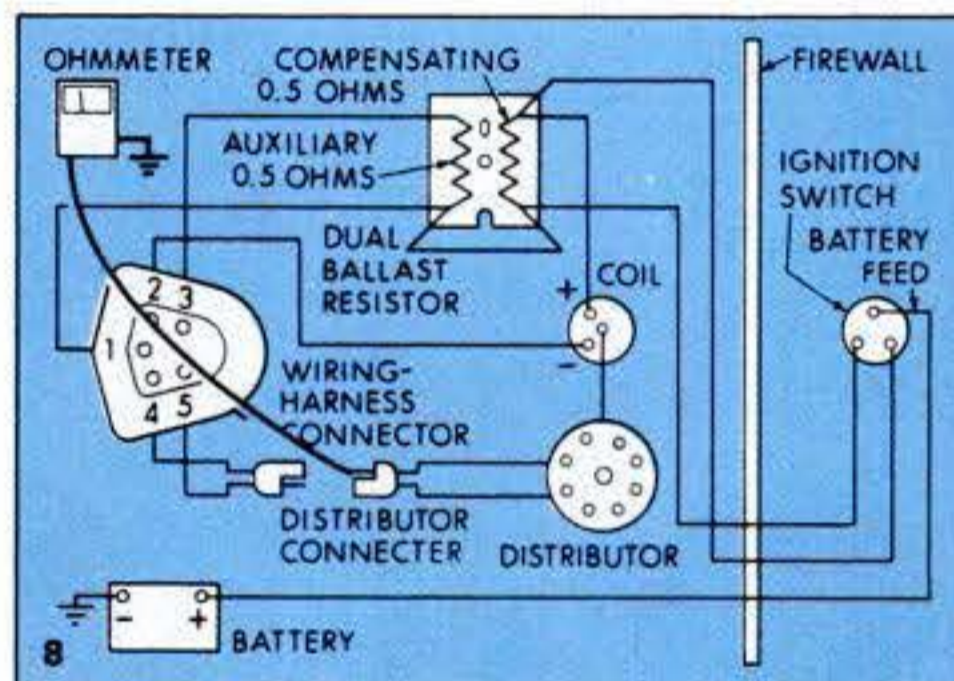 OHMMETER
COMPENSATING
0.5 OHMS
FIREWALL
AUXILIARY
0.5 OHMS
IGNITION
SWITCH
BATTERY
FEED
DUAL
BALLAST
RESISTOR
COIL
+
-
2 3
1
4 5
WIRING-
HARNESS
CONNECTOR
DISTRIBUTOR
CONNECTER
DISTRIBUTOR
- +
BATTERY
8